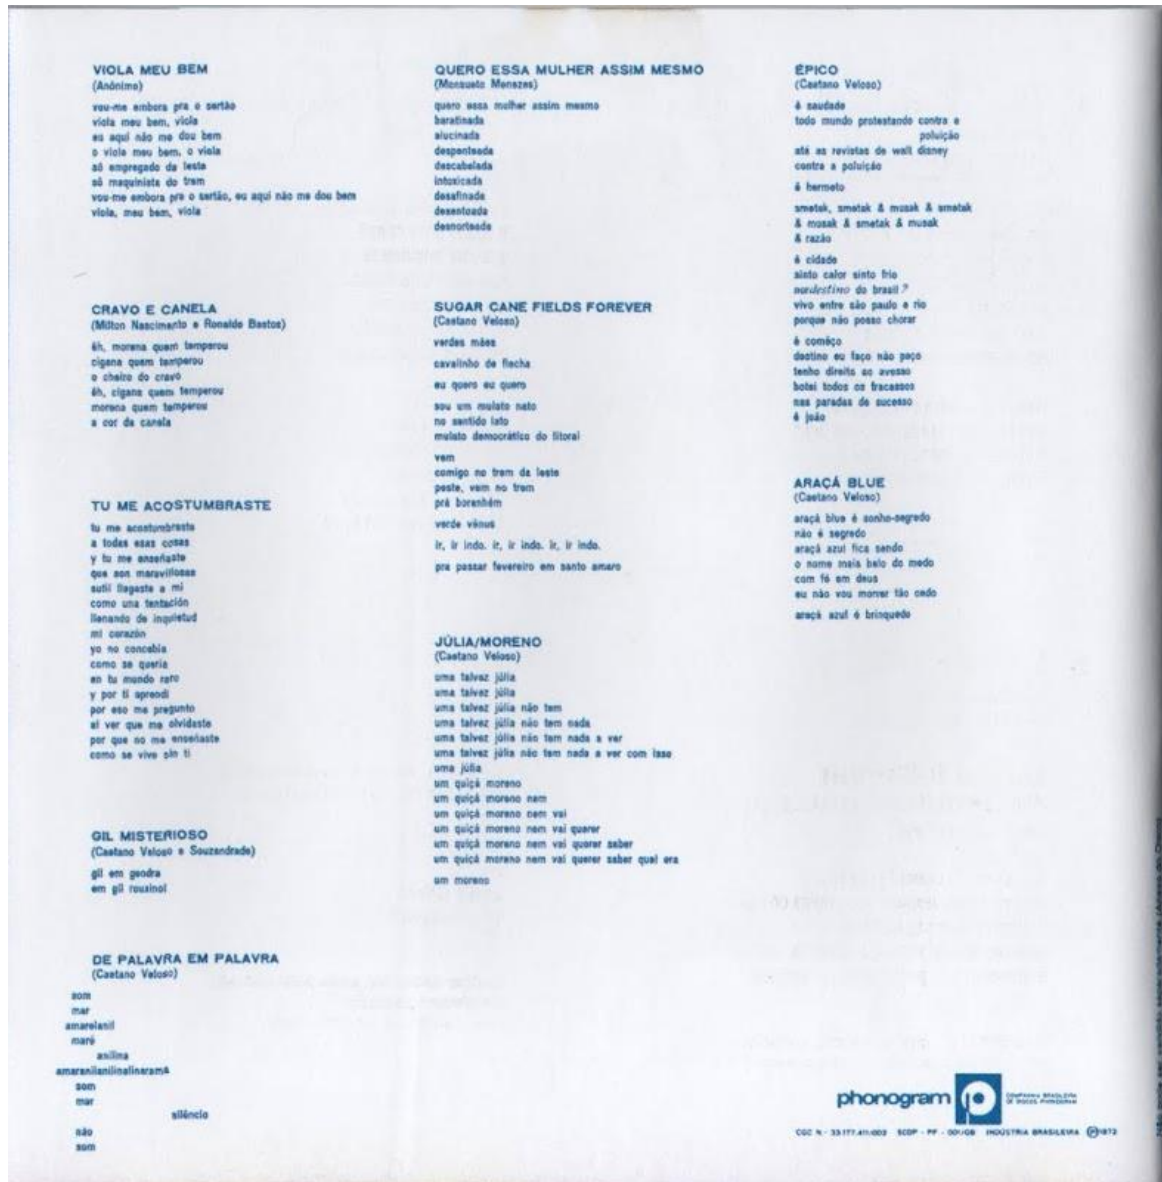 VIOLA MEU BEM
(Anônimo)
vou-me embora pra o sertão
viola meu bem, viola
eu aqui não me dou bem
o viola meu bem, o viola
sô empregado da leste
sô maquinista do trem
vou-me embora pra o sertão, eu aqui não me dou bem
viola, meu bem, viola
CRAVO E CANELA
(Milton Nascimento e Ronaldo Bastos)
êh, morena quem temperou
cigana quem temperou
o cheiro do cravo
êh, cigana quem temperou
morena quem temperou
a cor da canela
TU ME ACOSTUMBRASTE
tu me acostumbraste
a todas esas cosas
y tu me enseñaste
que son maravillosas
sutil llegaste a mi
como una tentación
llenando de inquietud
mi corazón
yo no concebia
como se queria
en tu mundo raro
y por ti aprendi
por eso me pregunto
al ver que me olvidaste
por que no me enseñaste
como se vive sin ti
GIL MISTERIOSO
(Caetano Veloso e Souzandrade)
gil em gendra
em gil rouxinol
DE PALAVRA EM PALAVRA
(Caetano Veloso)
som
mar
amarelanil
maré
anilina
amaranilanilinalinarama
som
mar
silêncio
não
som
QUERO ESSA MULHER ASSIM MESMO
(Monsueto Menezes)
quero essa mulher assim mesmo
baratinada
alucinada
despenteada
descabelada
intoxicada
desafinada
desentoada
desnorteada
SUGAR CANE FIELDS FOREVER
(Caetano Veloso)
verdes mães
cavalinho de flecha
eu quero eu quero
sou um mulato nato
no sentido lato
mulato democrático do litoral
vem
comigo no trem da leste
peste, vem no trem
prá boranhém
verde vênus
ir, ir indo. ir, ir indo. ir, ir indo.
pra passar fevereiro em santo amaro
JÚLIA/MORENO
(Caetano Veloso)
uma talvez júlia
uma talvez júlia
uma talvez júlia não tem
uma talvez júlia não tem nada
uma talvez júlia não tem nada a ver
uma talvez júlia não tem nada a ver com isso
uma júlia
um quiçá moreno
um quiçá moreno nem
um quiçá moreno nem vai
um quiçá moreno nem vai querer
um quiçá moreno nem vai querer saber
um quicá moreno nem vai querer saber qual era
um moreno
ÉPICO
(Caetano Veloso)
ê saudade
todo mundo protestando contra a
poluição
até as revistas de walt disney
contra a poluição
ê hermeto
smetak, smetak & musak & smetak
& musak & smetak & musak
& razão
ê cidade
sinto calor sinto frio
nordestino do brasil?
vivo entre são paulo e rio
porque não posso chorar
ê comêço
destino eu faço não peço
tenho direito ao avesso
botei todos os fracassos
nas paradas de sucesso
ê joão
ARAÇÁ BLUE
(Caetano Veloso)
araçá blue é sonho-segredo
não é segredo
araçá azul fica sendo
o nome mais belo do medo
com fé em deus
eu não vou morrer tão cedo
araçá azul é brinquedo
phonogram
COMPANHIA BRASILEIRA
DE DISCOS PHONOGRAM
CGC N.- 33.177.411/003 SCDP - PF - 001/GB INDÚSTRIA BRASILEIRA Ⓟ1972